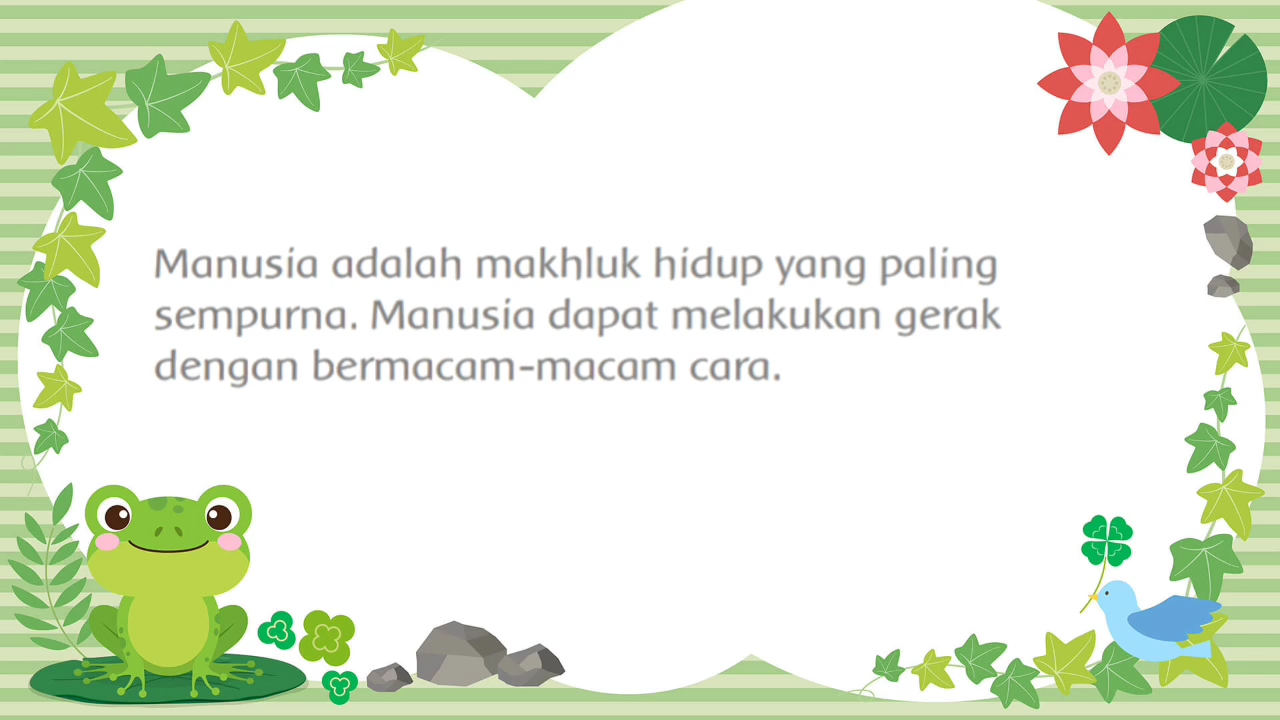 Manusia adalah makhluk hidup yang paling
sempurna. Manusia dapat melakukan gerak
dengan bermacam-macam cara.